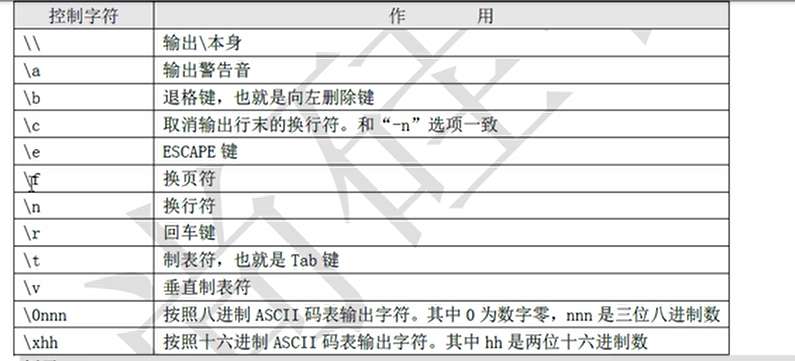 控制字符 作 用
\\ 输出\本身
\a 输出警告音
\b 退格键，也就是向左删除键
\c 取消输出行末的换行符。和“-n”选项一致
\e ESCAPE 键
\f 换页符
\n 换行符
\r 回车键
\t 制表符，也就是 Tab 键
\v 垂直制表符
\0nnn 按照八进制 ASCII 码表输出字符。其中 0 为数字零，nnn 是三位八进制数
\xhh 按照十六进制 ASCII 码表输出字符。其中 hh 是两位十六进制数